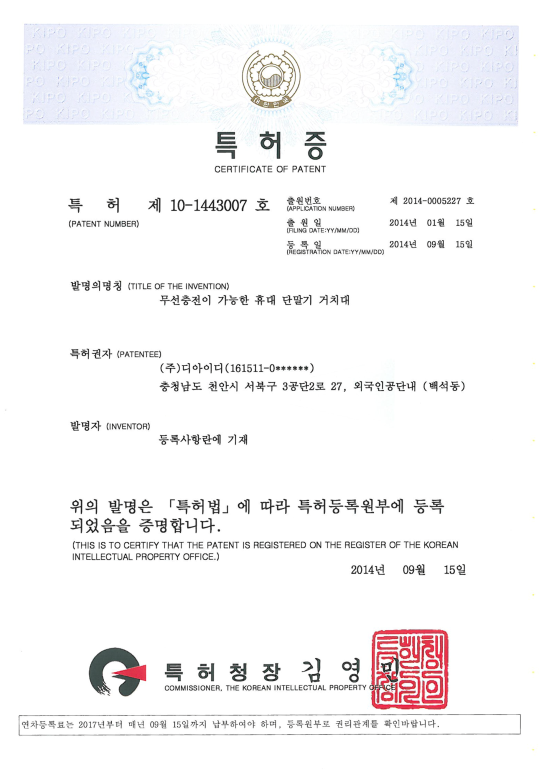 특허증
CERTIFICATE OF PATENT
특 허 제 10-1443007 호
(PATENT NUMBER)
출원번호 제 2014-0005227 호
(APPLICATION NUMBER)
출 원 일 2014년 01월 15일
(FILING DATE:YY/MM/DD)
등 록 일 2014년 09월 15일
(REGISTRATION DATE:YY/MM/DD)
발명의명칭 (TITLE OF THE INVENTION)
무선충전이 가능한 휴대 단말기 거치대
특허권자 (PATENTEE)
(주)디아이디(161511-0******)
충청남도 천안시 서북구 3공단2로 27, 외국인공단내 (백석동)
발명자 (INVENTOR)
등록사항란에 기재
위의 발명은 「특허법」에 따라 특허등록원부에 등록
되었음을 증명합니다.
(THIS IS TO CERTIFY THAT THE PATENT IS REGISTERED ON THE REGISTER OF THE KOREAN
INTELLECTUAL PROPERTY OFFICE.)
2014년 09월 15일
특허청장 김영민
COMMISSIONER, THE KOREAN INTELLECTUAL PROPERTY OFFICE
연차등록료는 2017년부터 매년 09월 15일까지 납부하여야 하며, 등록원부로 권리관계를 확인바랍니다.